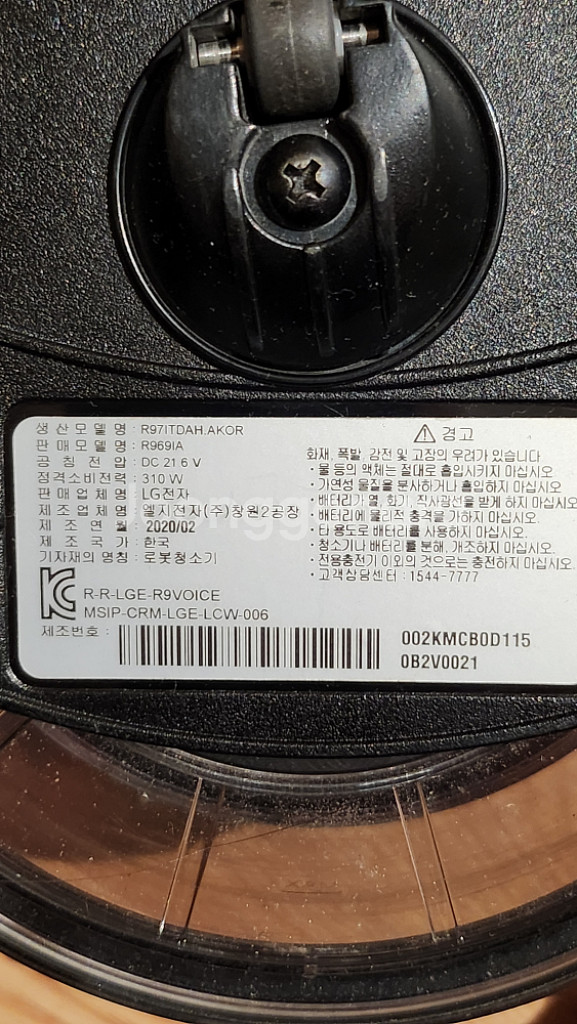 생 산 모 델 명 : R97ITDAH.AKOR
판 매 모 델 명 : R969IA
공 칭 전 압 : DC 21.6 V
정격소비전력 : 310 W
판 매 업 체 명 : LG전자
제 조 업 체 명 : 엘지전자(주)창원2공장
제 조 연 월 : 2020/02
제 조 국 가 : 한국
기자재의 명칭 : 로봇청소기
R-R-LGE-R9VOICE
MSIP-CRM-LGE-LCW-006
제조번호 :
002KMCB0D115
0B2V0021
경고
화재, 폭발, 감전 및 고장의 우려가 있습니다
· 물 등의 액체는 절대로 흡입시키지 마십시오
· 가연성 물질을 분사하거나 흡입하지 마십시오
· 배터리가 열, 화기, 직사광선을 받게 하지 마십시오
· 배터리에 물리적 충격을 가하지 마십시오
· 타 용도로 배터리를 사용하지 마십시오
· 청소기나 배터리를 분해, 개조하지 마십시오
· 전용충전기 이외의 것으로는 충전하지 마십시오
· 고객상담센터 : 1544-7777